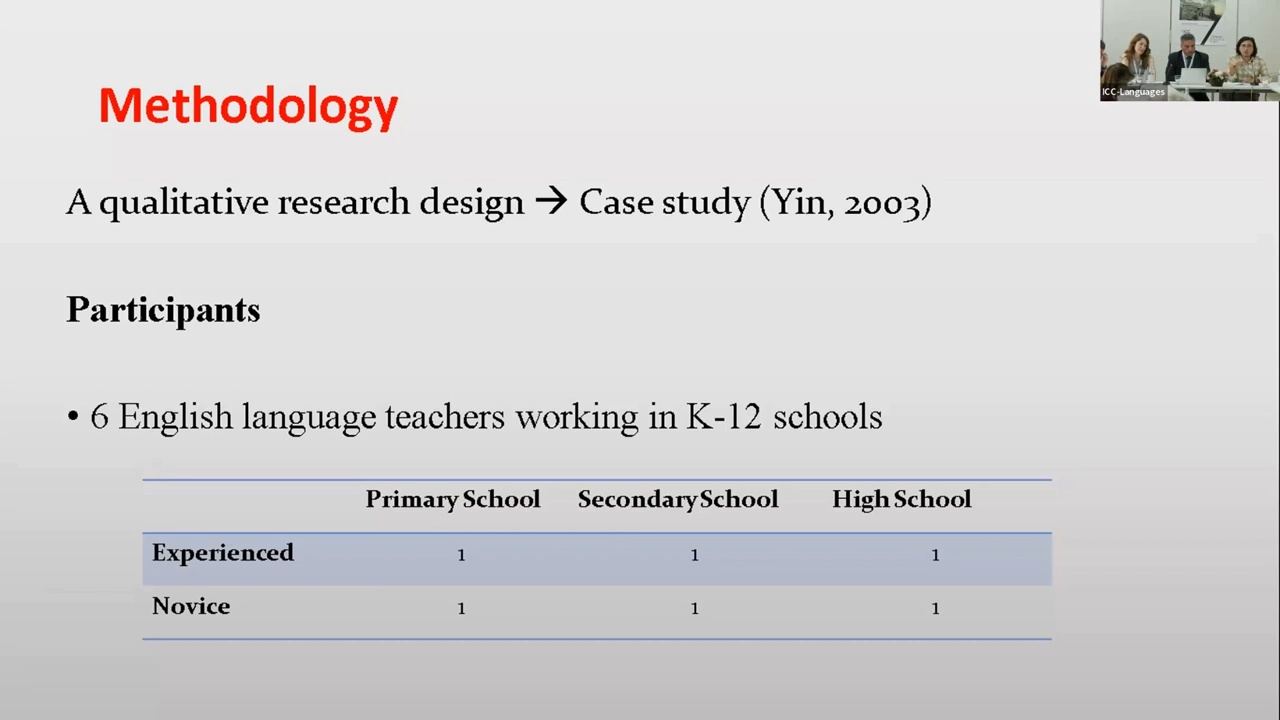 Methodology
ICC-Languages
A qualitative research design → Case study (Yin, 2003)
Participants
• 6 English language teachers working in K-12 schools
Primary School Secondary School High School
Experienced 1 1 1
Novice 1 1 1